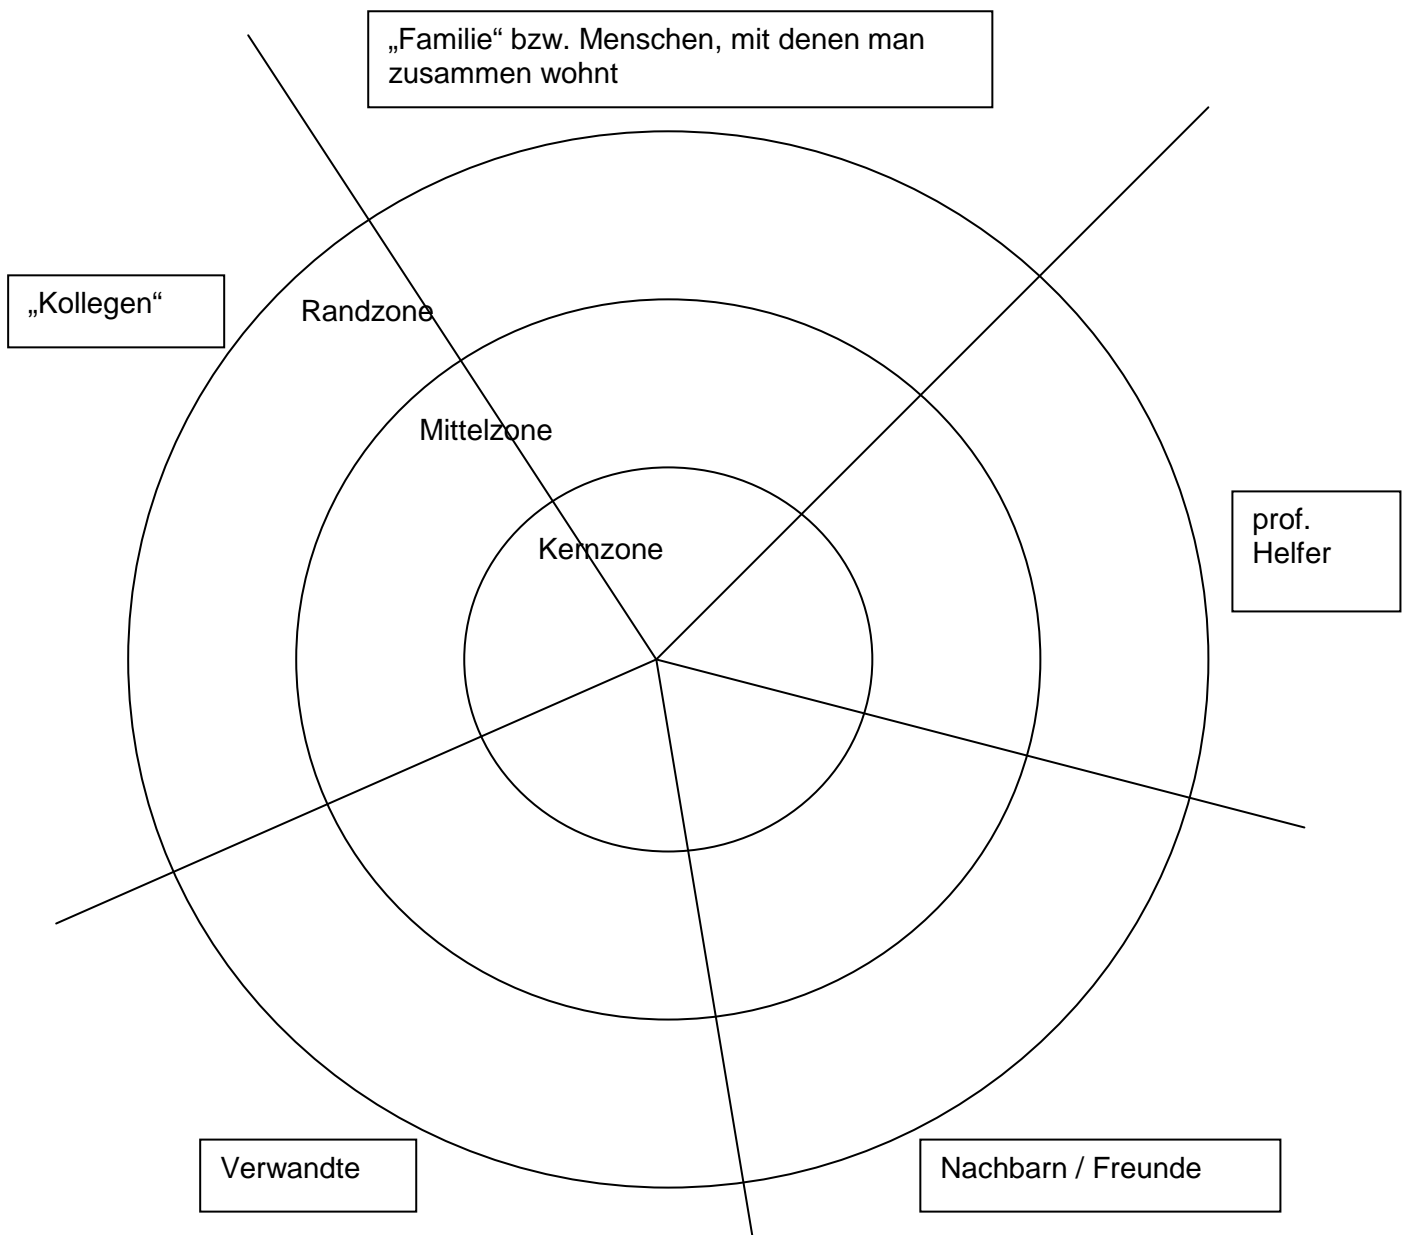 „Familie“ bzw. Menschen, mit denen man
zusammen wohnt
„Kollegen“
Randzone
Mittelzone
Kernzone
prof.
Helfer
Verwandte
Nachbarn / Freunde